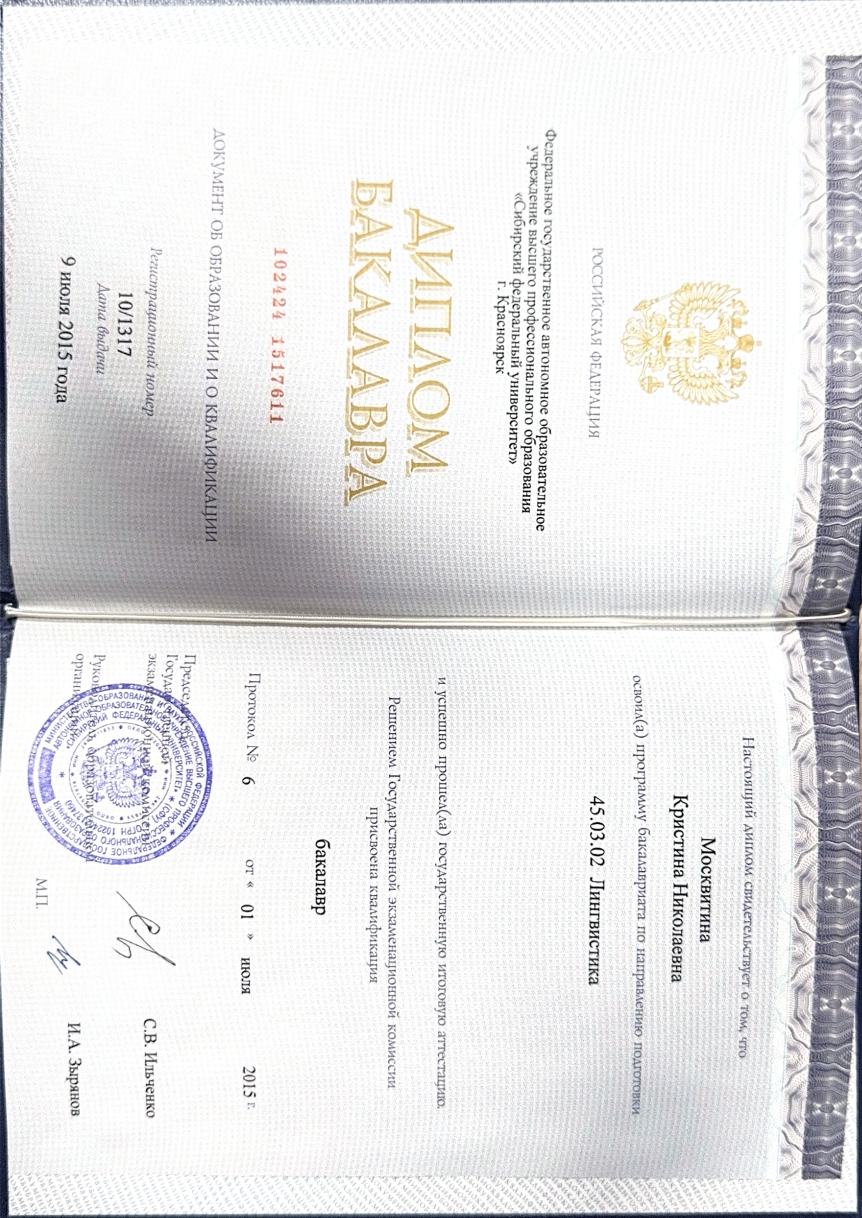 РОССИЙСКАЯ ФЕДЕРАЦИЯ
Федеральное государственное автономное образовательное
учреждение высшего профессионального образования
«Сибирский федеральный университет»
г. Красноярск
ДИПЛОМ
БАКАЛАВРА
102424 1517611
ДОКУМЕНТ ОБ ОБРАЗОВАНИИ И О КВАЛИФИКАЦИИ
Регистрационный номер
10/1317
Дата выдачи
9 июля 2015 года
Настоящий диплом свидетельствует о том, что
Москвитина
Кристина Николаевна
освоил(а) программу бакалавриата по направлению подготовки
45.03.02 Лингвистика
и успешно прошел(ла) государственную итоговую аттестацию.
Решением Государственной экзаменационной комиссии
присвоена квалификация
бакалавр
Протокол № 6 от « 01 » июля 2015 г.
экзаменационной комиссии
С.В. Ильченко
И.А. Зырянов
М.П.